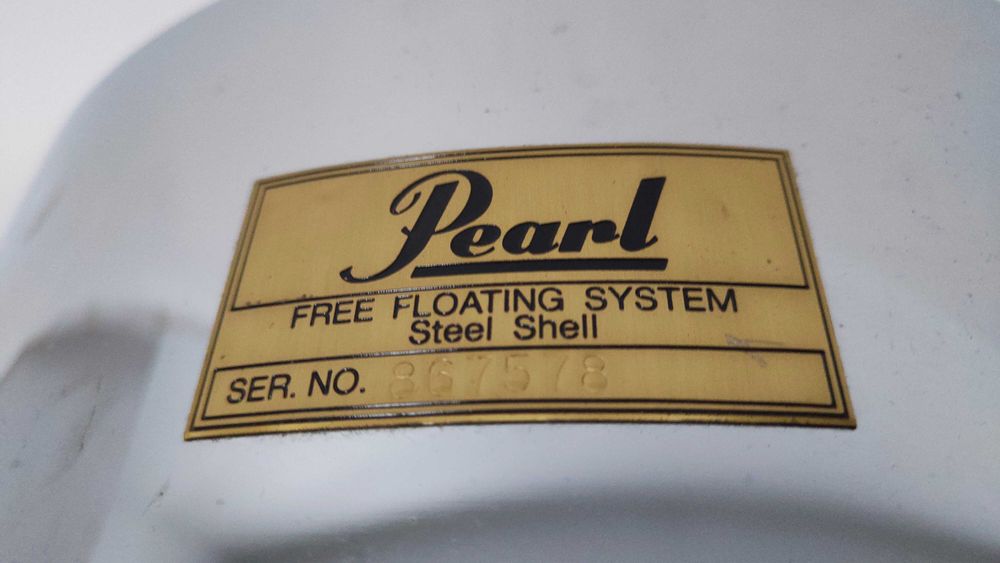 Pearl
FREE FLOATING SYSTEM
Steel Shell
SER. NO. 867578